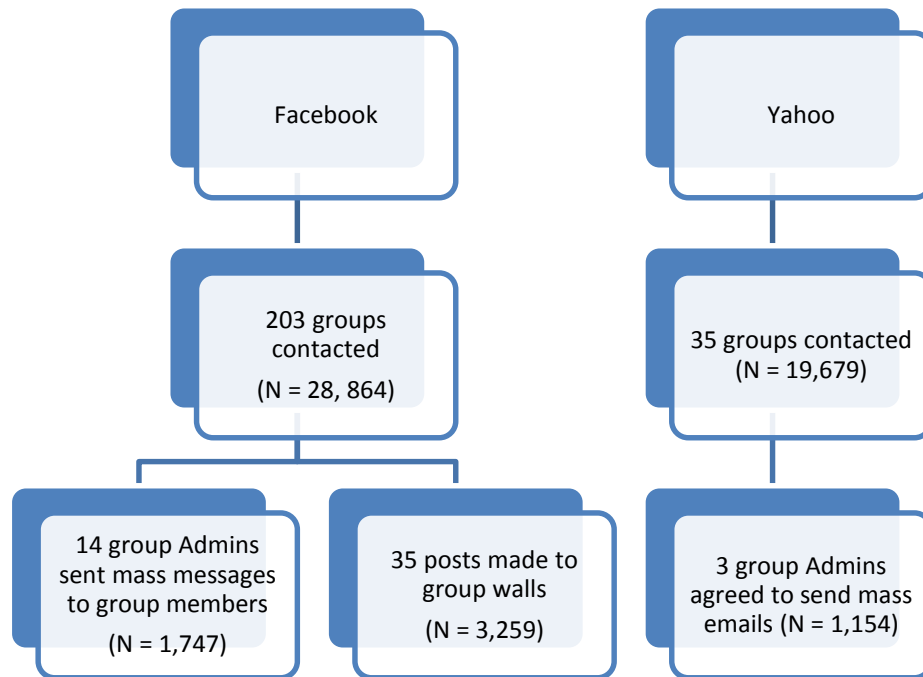 Facebook
Yahoo
203 groups
contacted
(N = 28, 864)
35 groups contacted
(N = 19,679)
14 group Admins
sent mass messages
to group members
(N = 1,747)
35 posts made to
group walls
(N = 3,259)
3 group Admins
agreed to send mass
emails (N = 1,154)